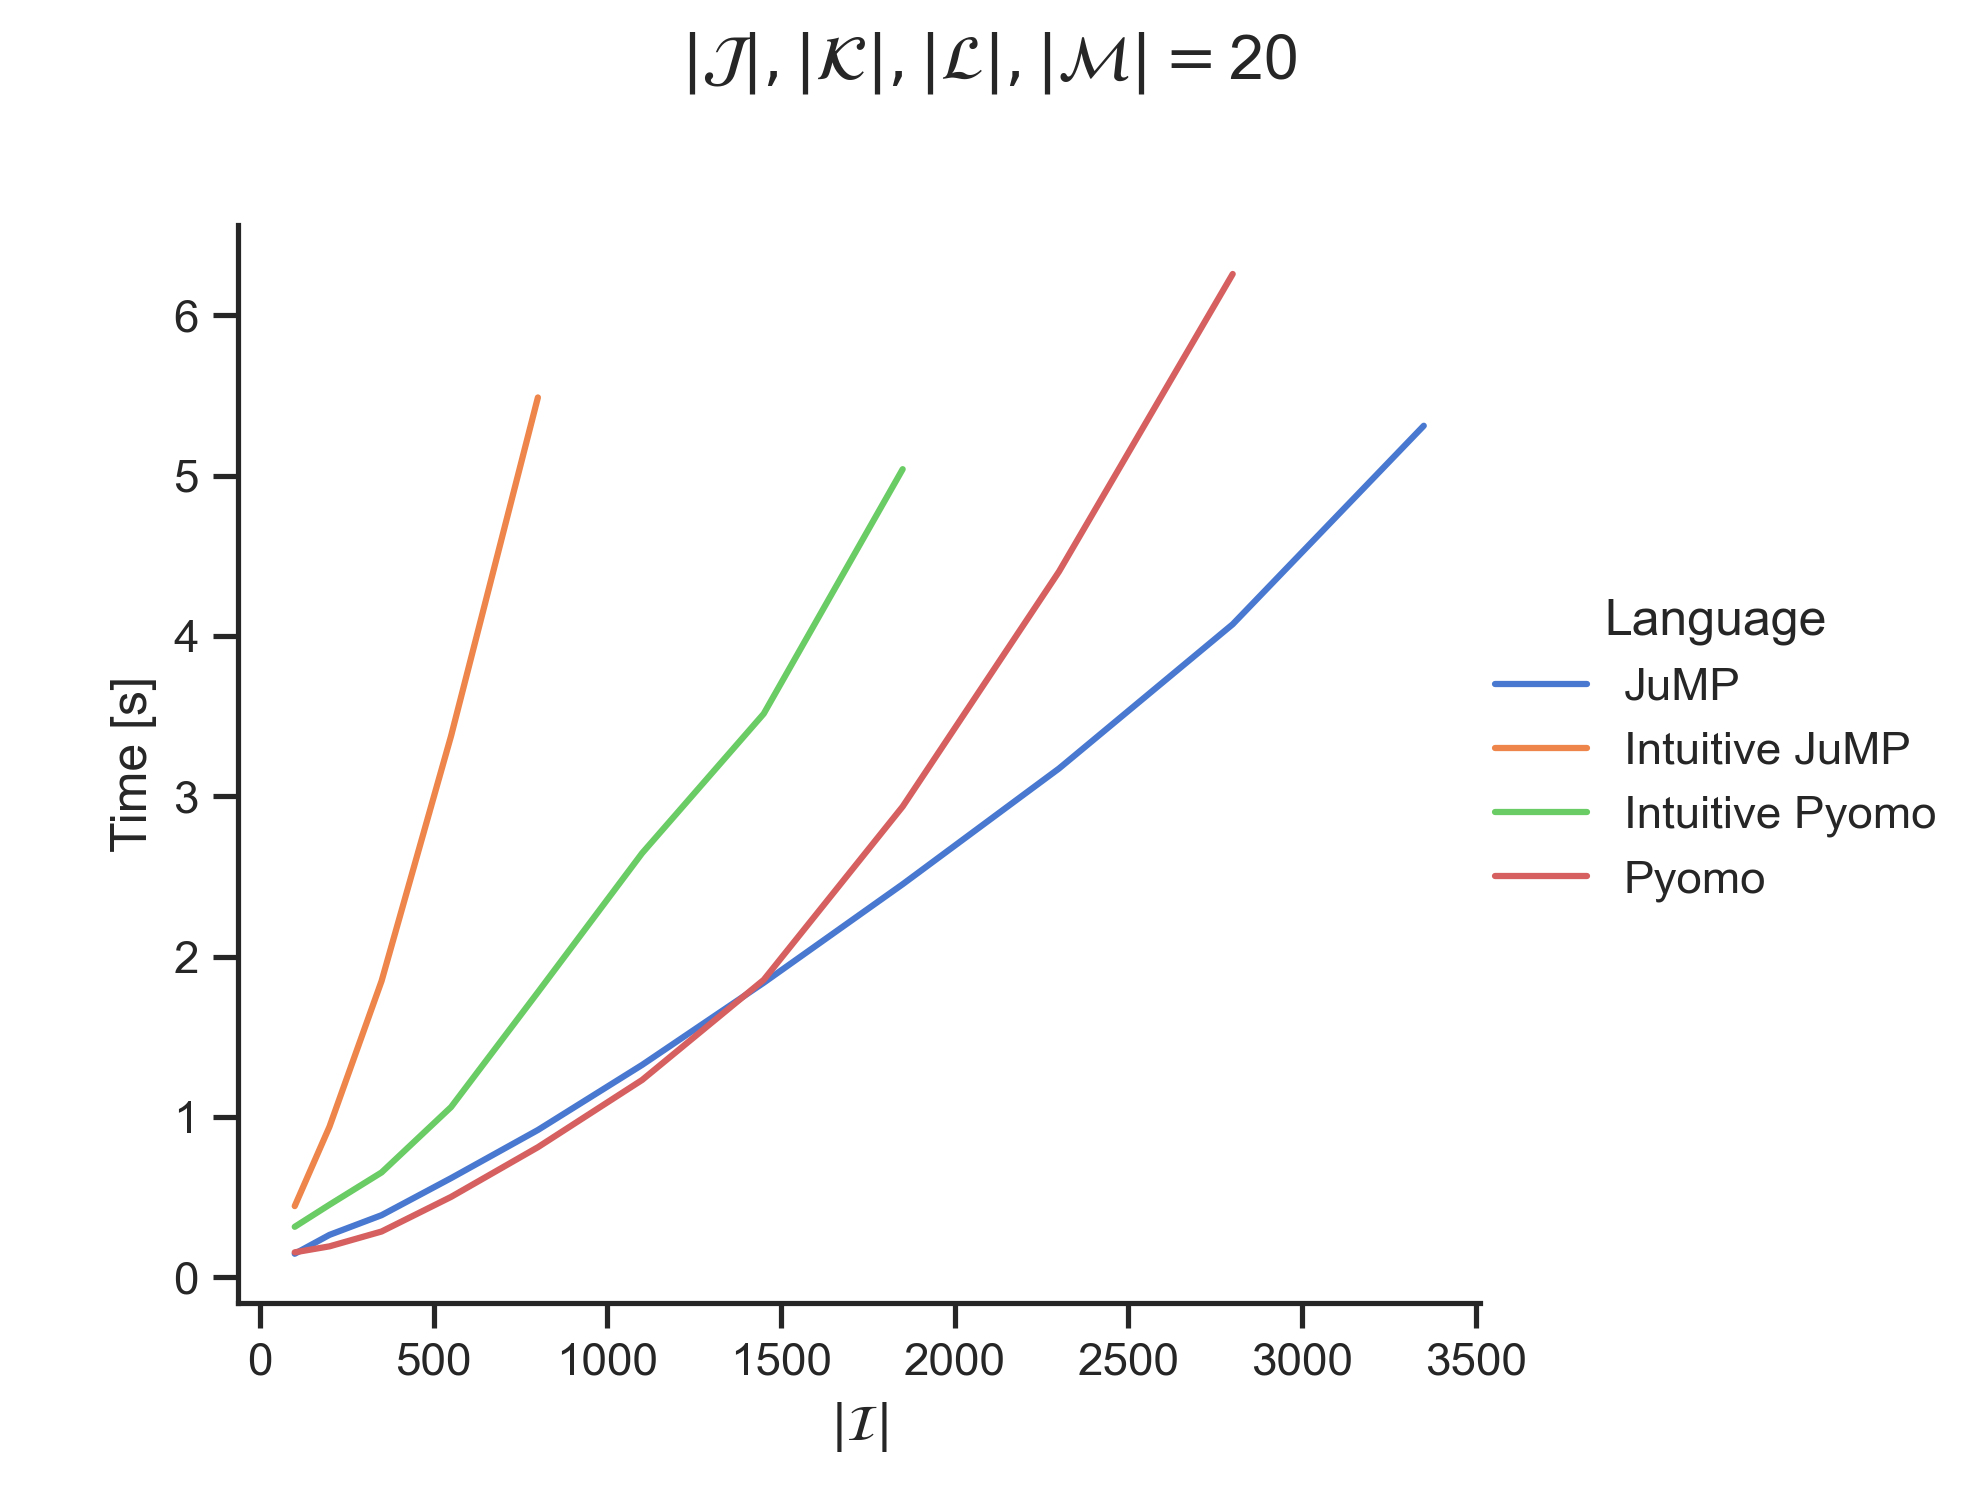 |𝒥|, |𝒦|, |ℒ|, |ℳ| = 20
6
5
4
3
2
1
0
Time [s]
0 500 1000 1500 2000 2500 3000 3500
|ℐ|
Language
JuMP
Intuitive JuMP
Intuitive Pyomo
Pyomo